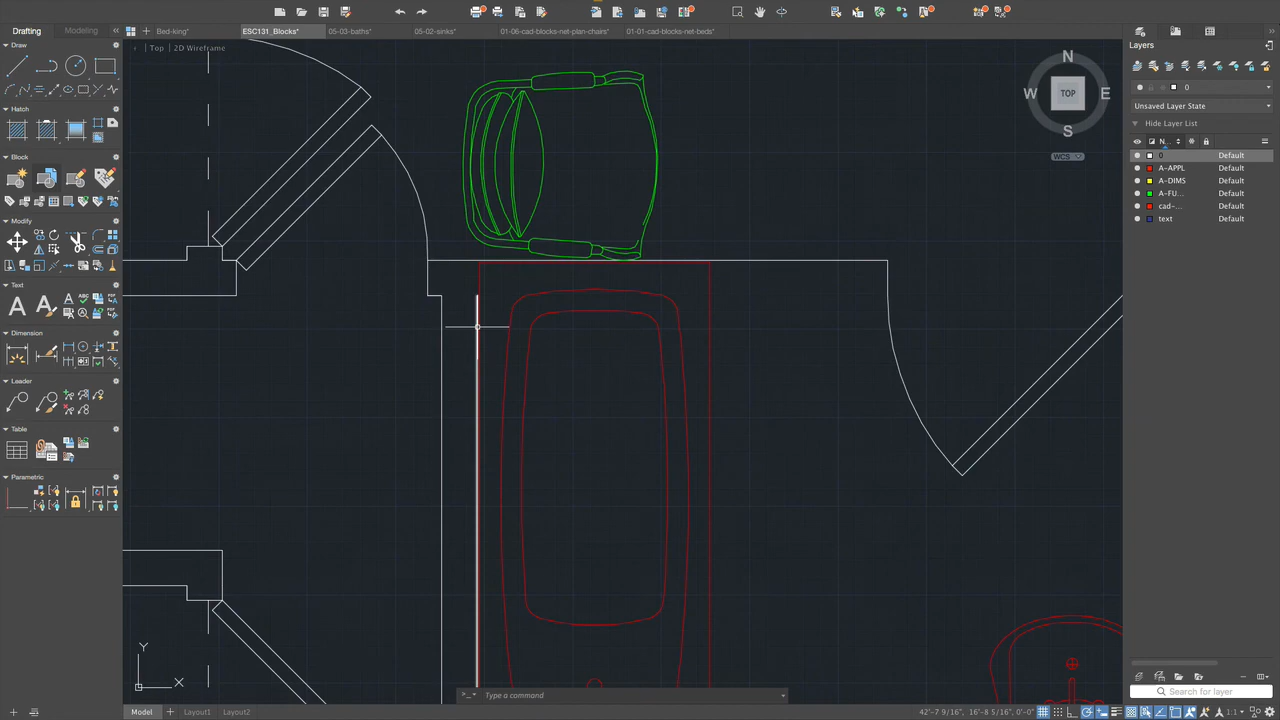 Drafting
Modeling
Bed-king*
ESC131_Blocks*
05-03-baths*
05-02-sinks*
01-06-cad-blocks-net-plan-chairs*
01-01-cad-blocks-net-beds*
Top
2D Wireframe
Draw
Hatch
Block
Modify
Text
Dimension
Leader
Table
Parametric
N
W
TOP
E
S
WCS
Layers
0
Unsaved Layer State
Hide Layer List
N...
0 Default
A-APPL Default
A-DIMS Default
A-FU... Default
cad-... Default
text Default
Search for layer
Y
X
>_ Type a command
Model
Layout1
Layout2
42'-7 9/16", 16'-8 5/16", 0'-0"
1:1